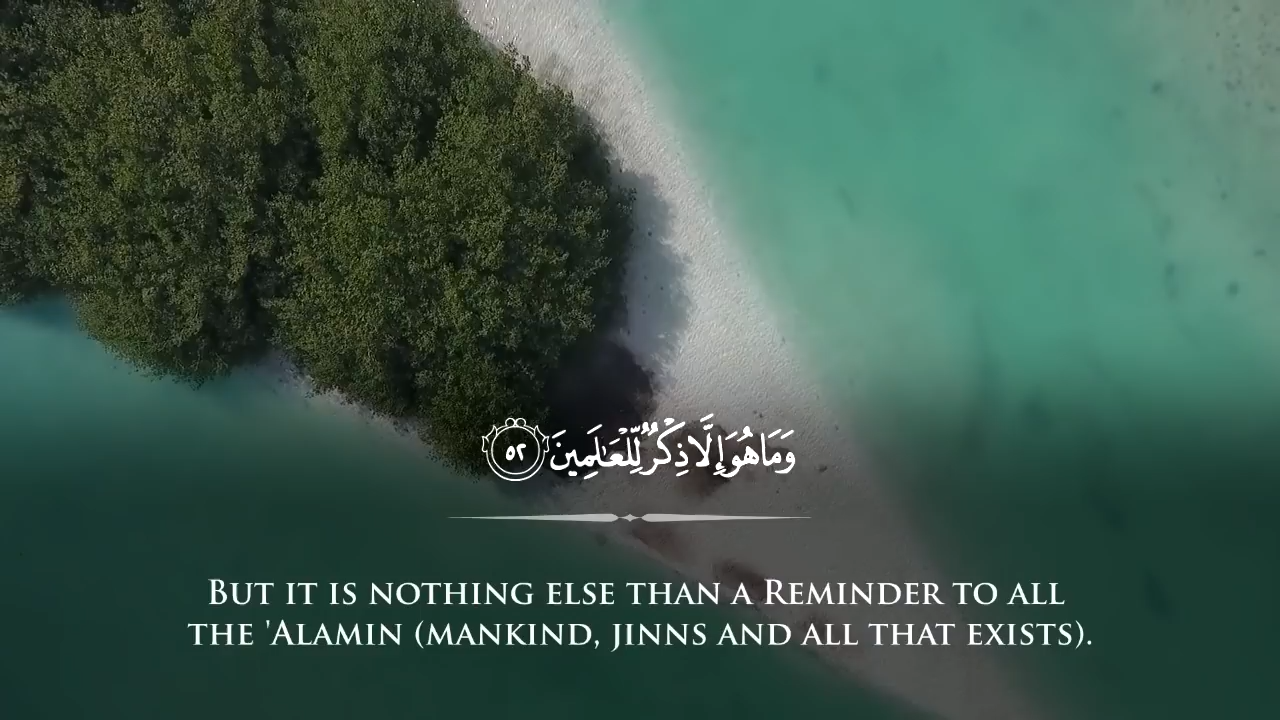 وَمَا هُوَ إِلَّا ذِكْرٌ لِّلْعَٰلَمِينَ ٥٢
But it is nothing else than a Reminder to all
the 'Alamin (mankind, jinns and all that exists).